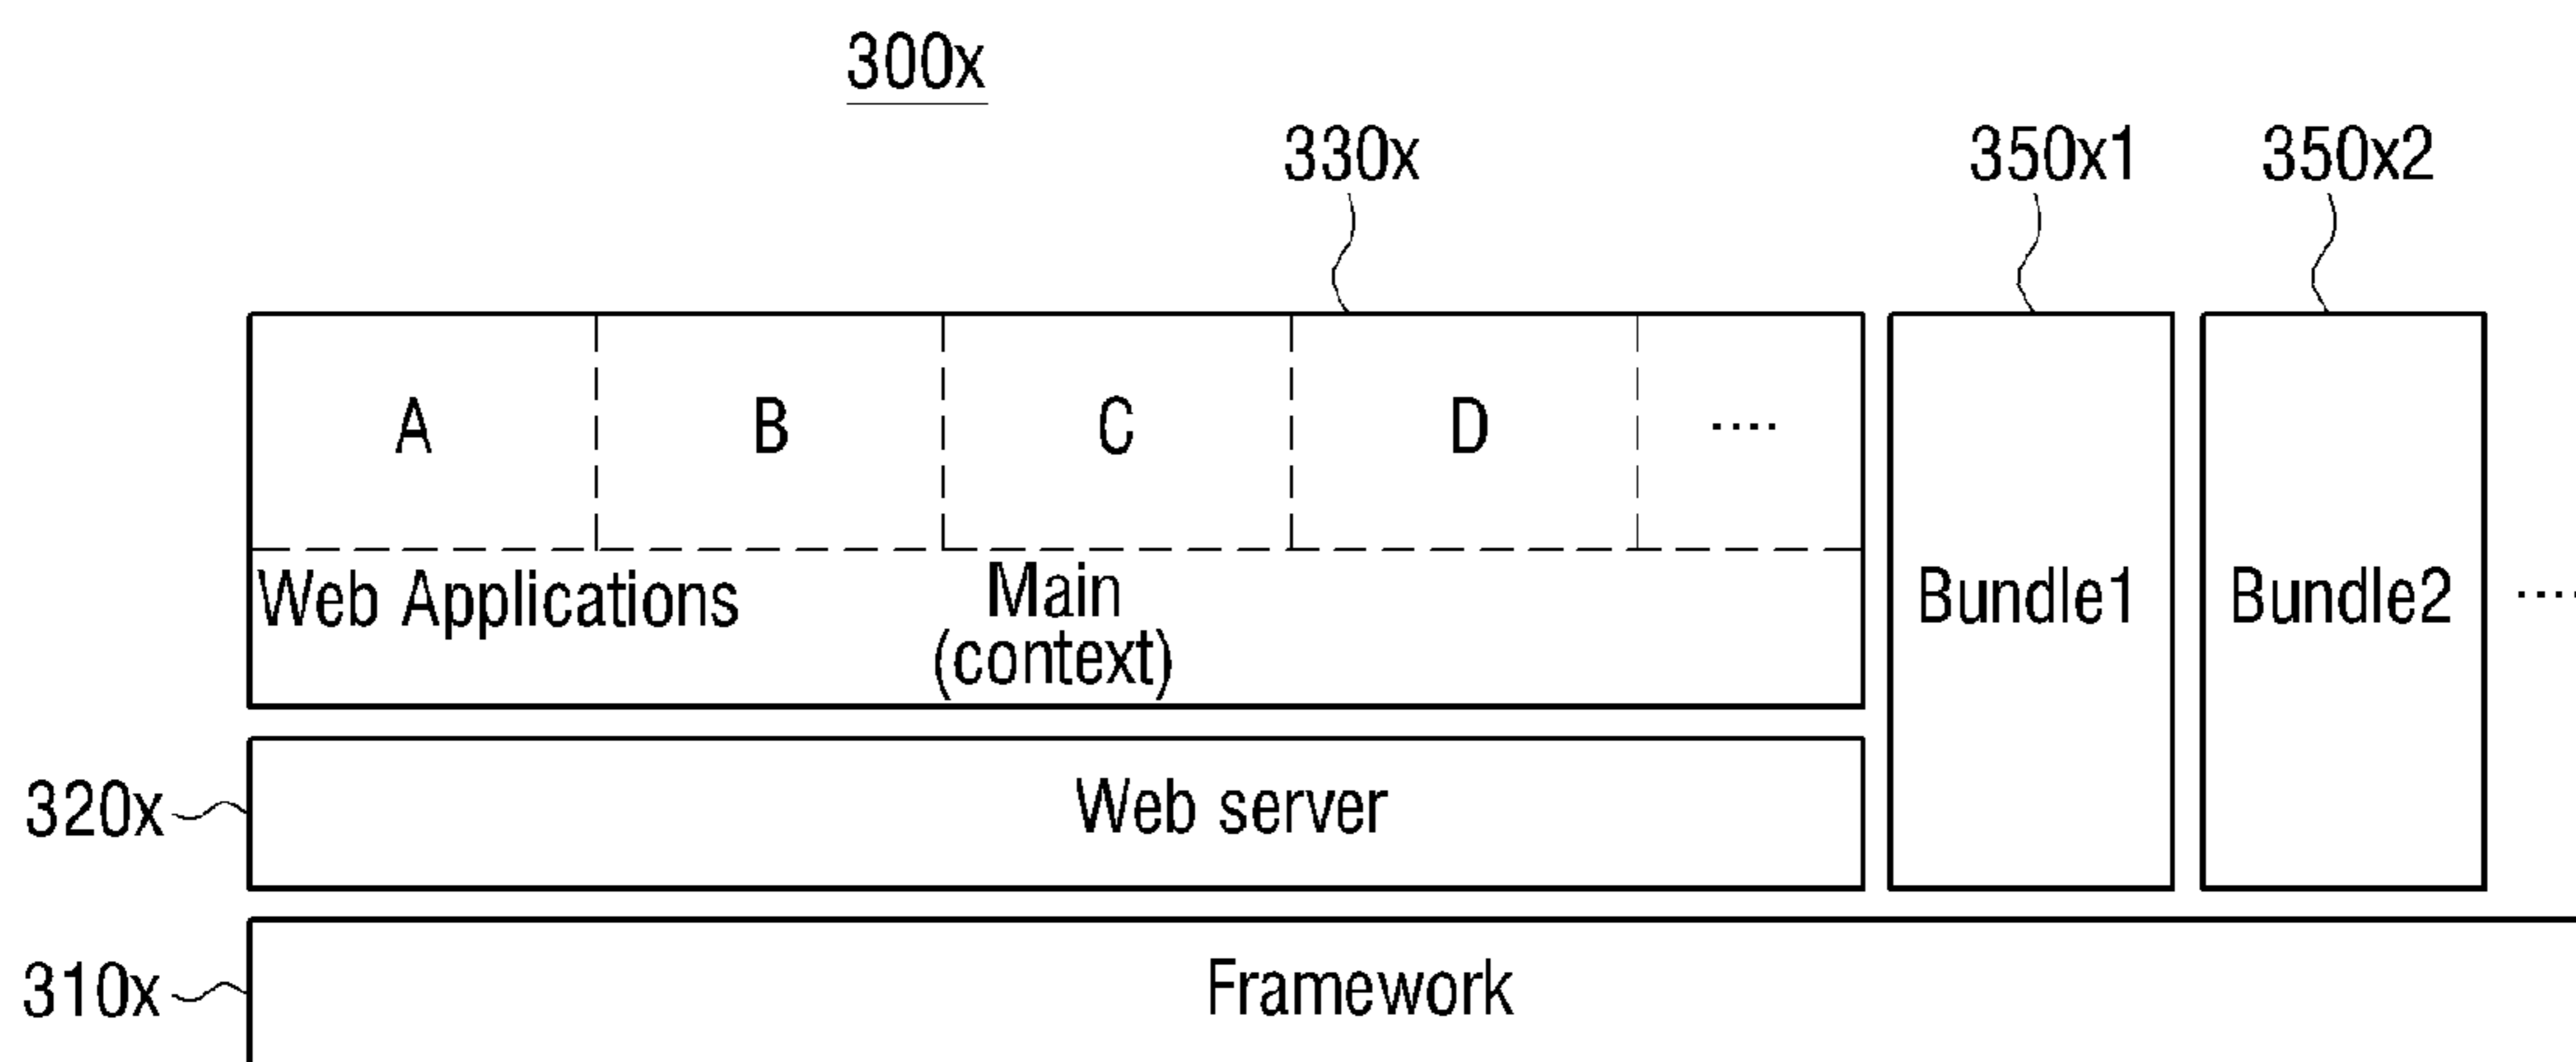 300x
330x 350x1 350x2
A B C D ....
Web Applications Main
(context)
Bundle1 Bundle2 ....
320x Web server
310x Framework